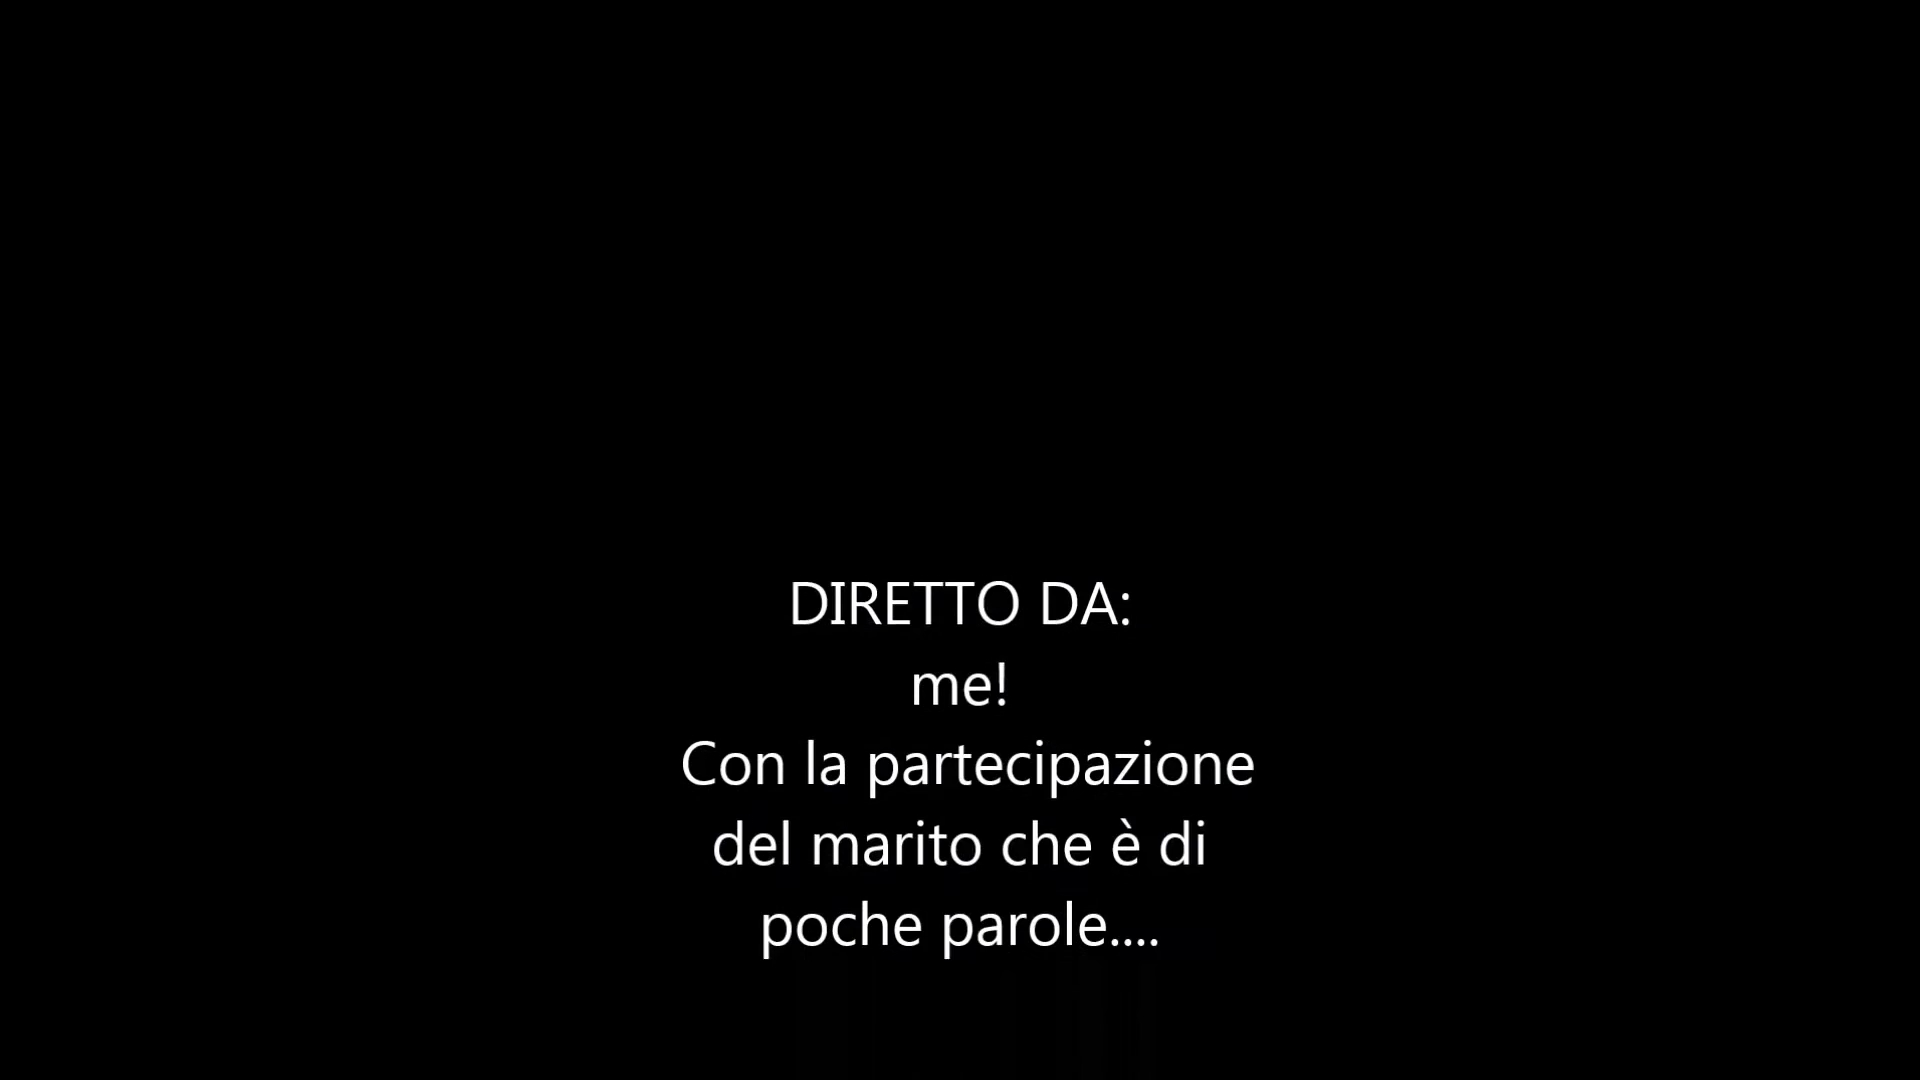 DIRETTO DA:
me!
Con la partecipazione
del marito che è di
poche parole....